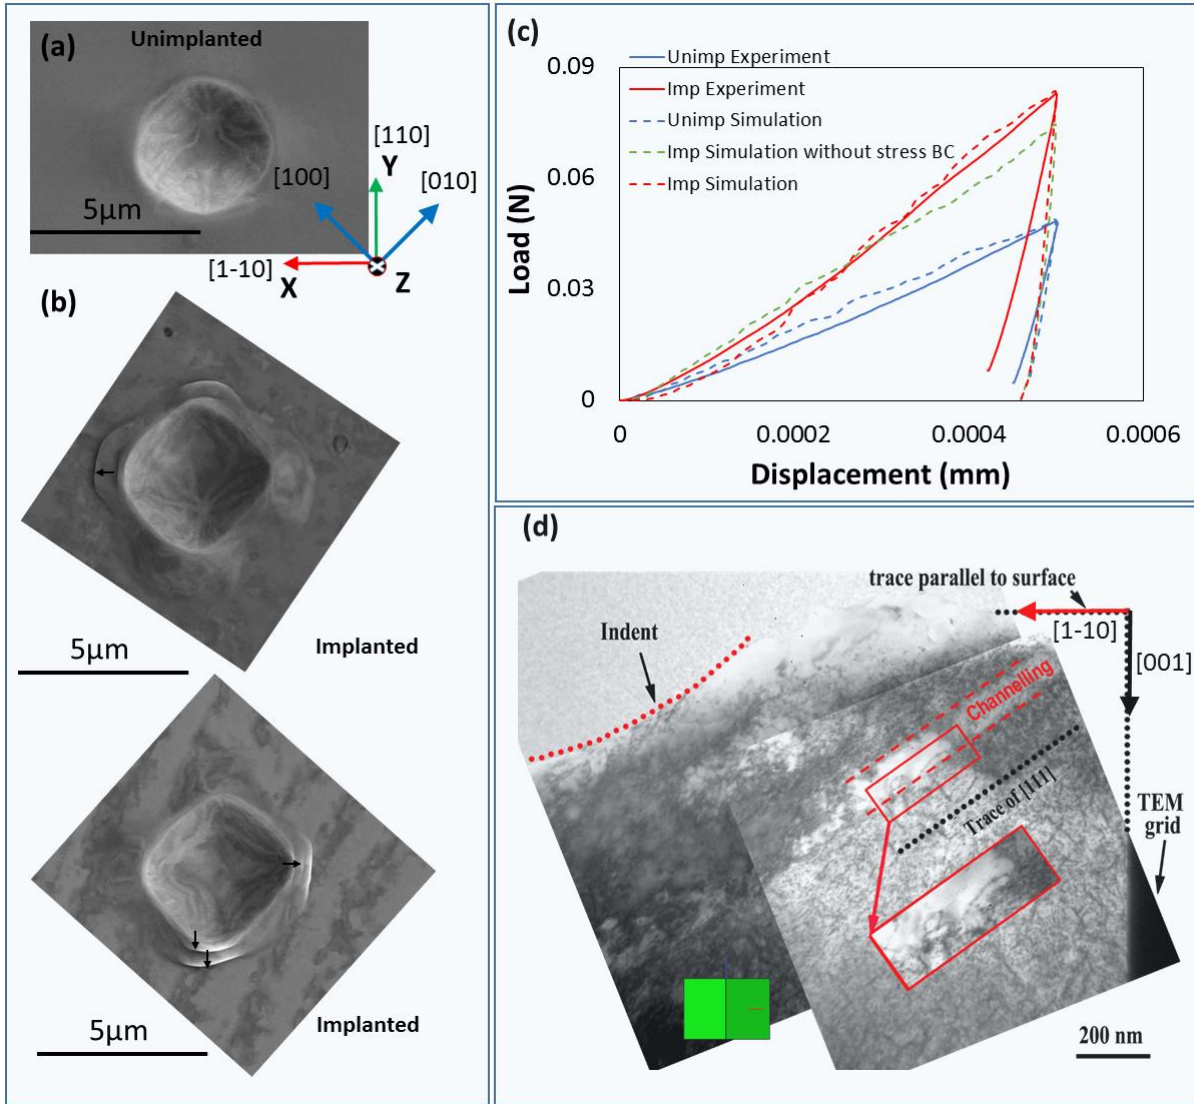 (a)
Unimplanted
5µm
[100]
[110]
Y
[010]
[1-10]
X
Z
(b)
5µm
Implanted
5µm
Implanted
(c)
Unimp Experiment
Imp Experiment
Unimp Simulation
Imp Simulation without stress BC
Imp Simulation
0.09
0.06
0.03
0
Load (N)
0
0.0002
0.0004
0.0006
Displacement (mm)
(d)
trace parallel to surface
Indent
[1-10]
[001]
Channelling
Trace of [111]
TEM
grid
200 nm